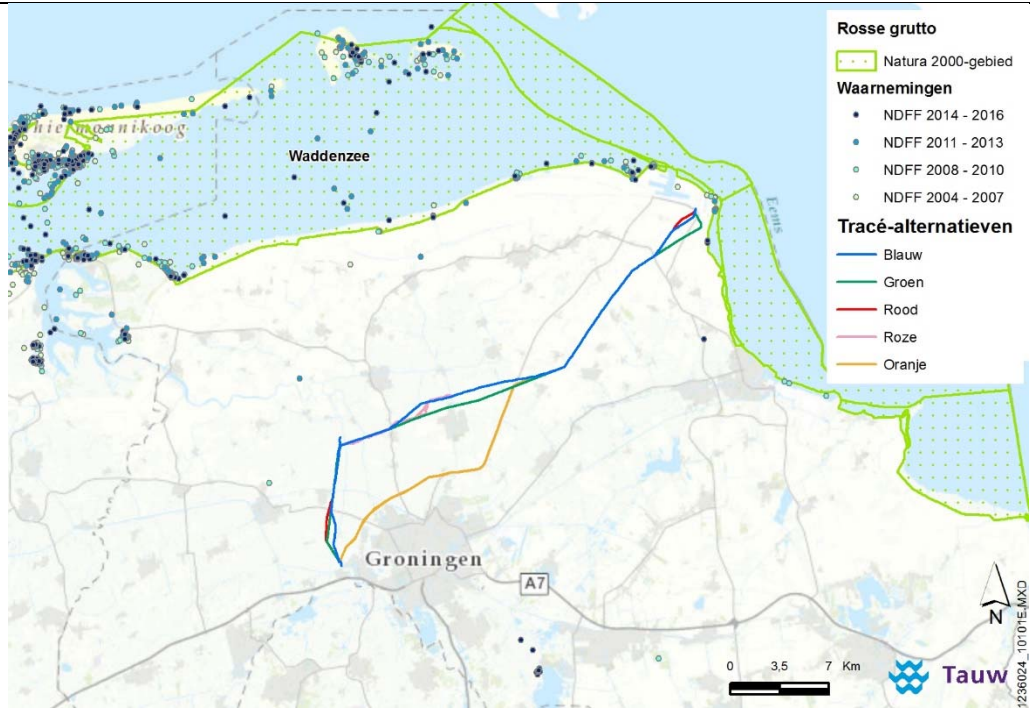 Rosse grutto
Natura 2000-gebied
Waarnemingen
NDFF 2014 - 2016
NDFF 2011 - 2013
NDFF 2008 - 2010
NDFF 2004 - 2007
Tracé-alternatieven
Blauw
Groen
Rood
Roze
Oranje
hiermonnikoog
Waddenzee
Eems
Groningen
A7
N
0 3,5 7 Km
Tauw
1236024_10101E.MXD